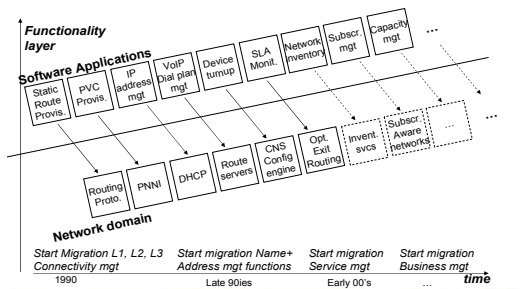 Functionality
layer
Software Applications
Static
Route
Provis.
PVC
Provis.
IP
address
mgt
VoIP
Dial plan
mgt
Device
turnup
SLA
Monit.
Network
Inventory
Subscr.
mgt
Capacity
mgt
...
Routing
Proto.
PNNI
DHCP
Route
servers
CNS
Config
engine
Opt.
Exit
Routing
Invent.
svcs
Subscr.
Aware
networks
...
...
Network domain
Start Migration L1, L2, L3
Connectivity mgt
Start migration Name+
Address mgt functions
Start migration
Service mgt
Start migration
Business mgt
time
1990
Late 90ies
Early 00's
...